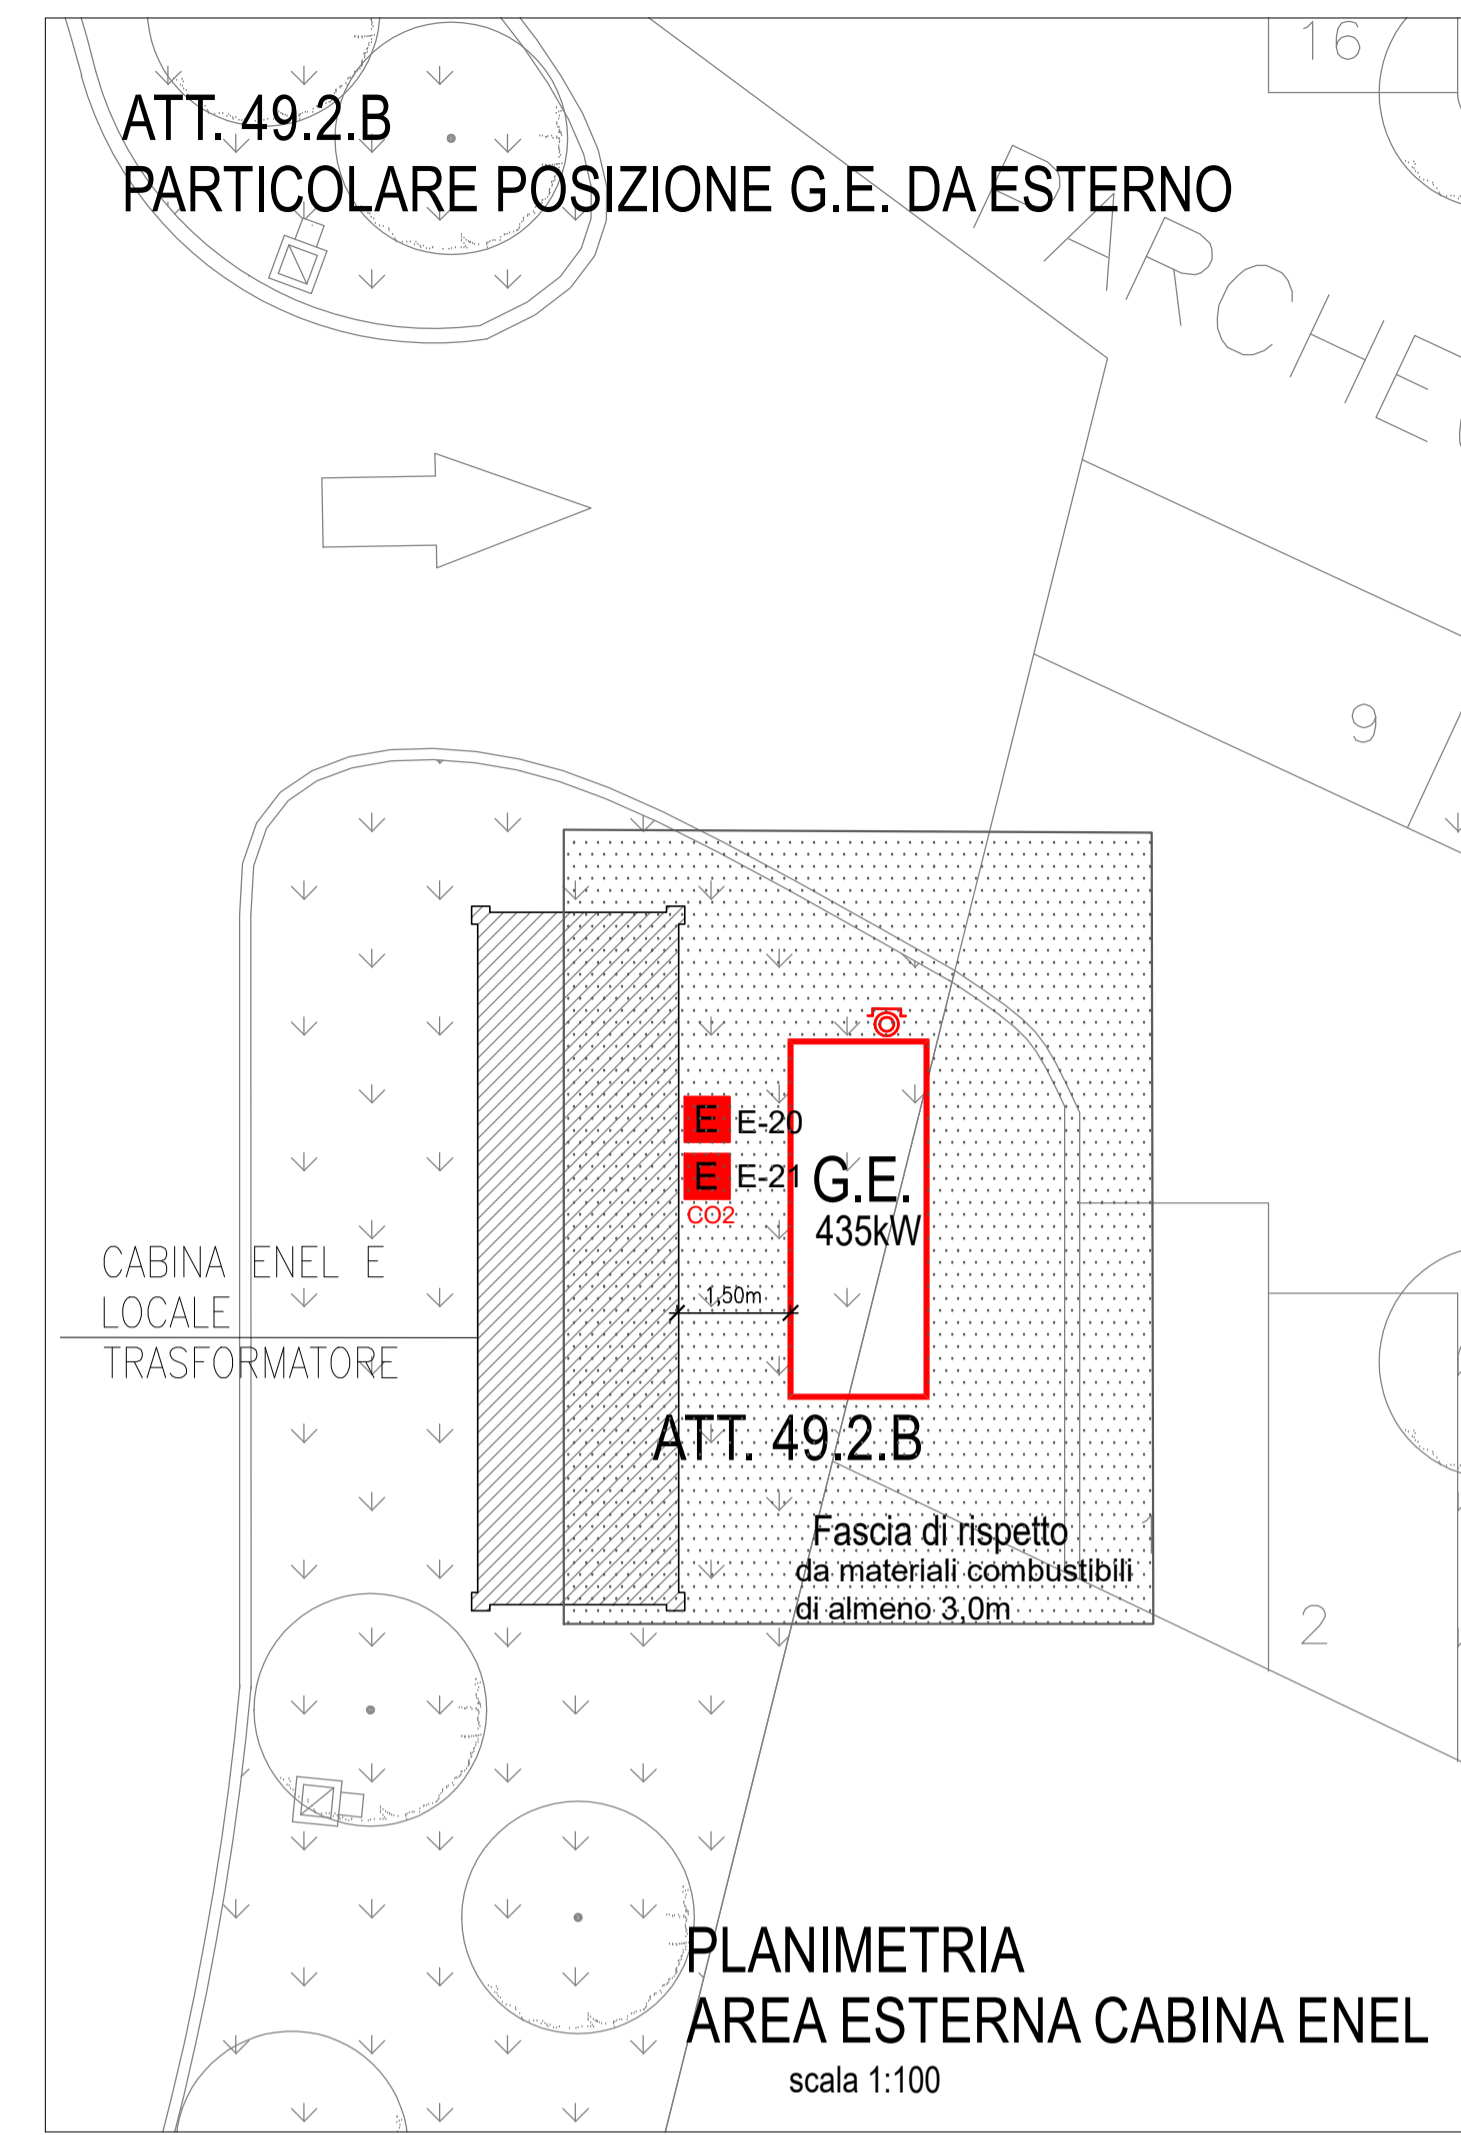 ATT. 49.2.B
PARTICOLARE POSIZIONE G.E. DA ESTERNO
16
PARCHE
9
E E-20
E E-21
CO2
G.E.
435kW
1,50m
CABINA ENEL E
LOCALE
TRASFORMATORE
ATT. 49.2.B
Fascia di rispetto
da materiali combustibili
di almeno 3,0m
2
PLANIMETRIA
AREA ESTERNA CABINA ENEL
scala 1:100